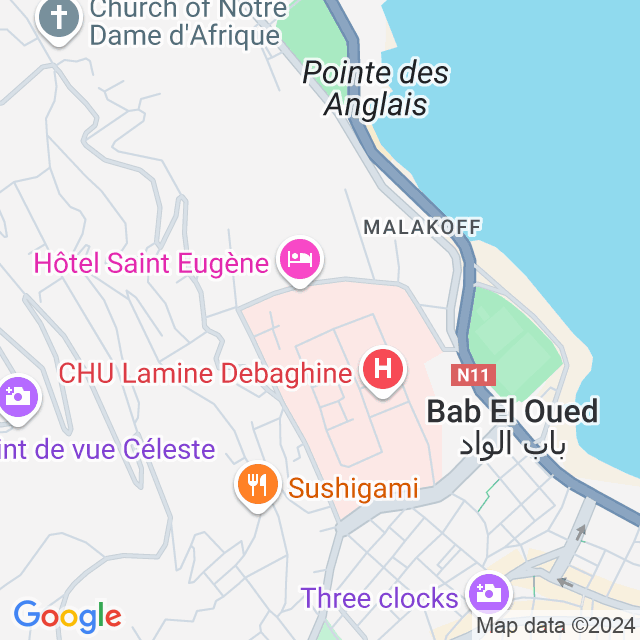 Church of Notre
Dame d'Afrique
Pointe des
Anglais
MALAKOFF
Hôtel Saint Eugène
CHU Lamine Debaghine
H
N11
Bab El Oued
باب الواد
int de vue Céleste
Sushigami
Three clocks
Google
Map data ©2024